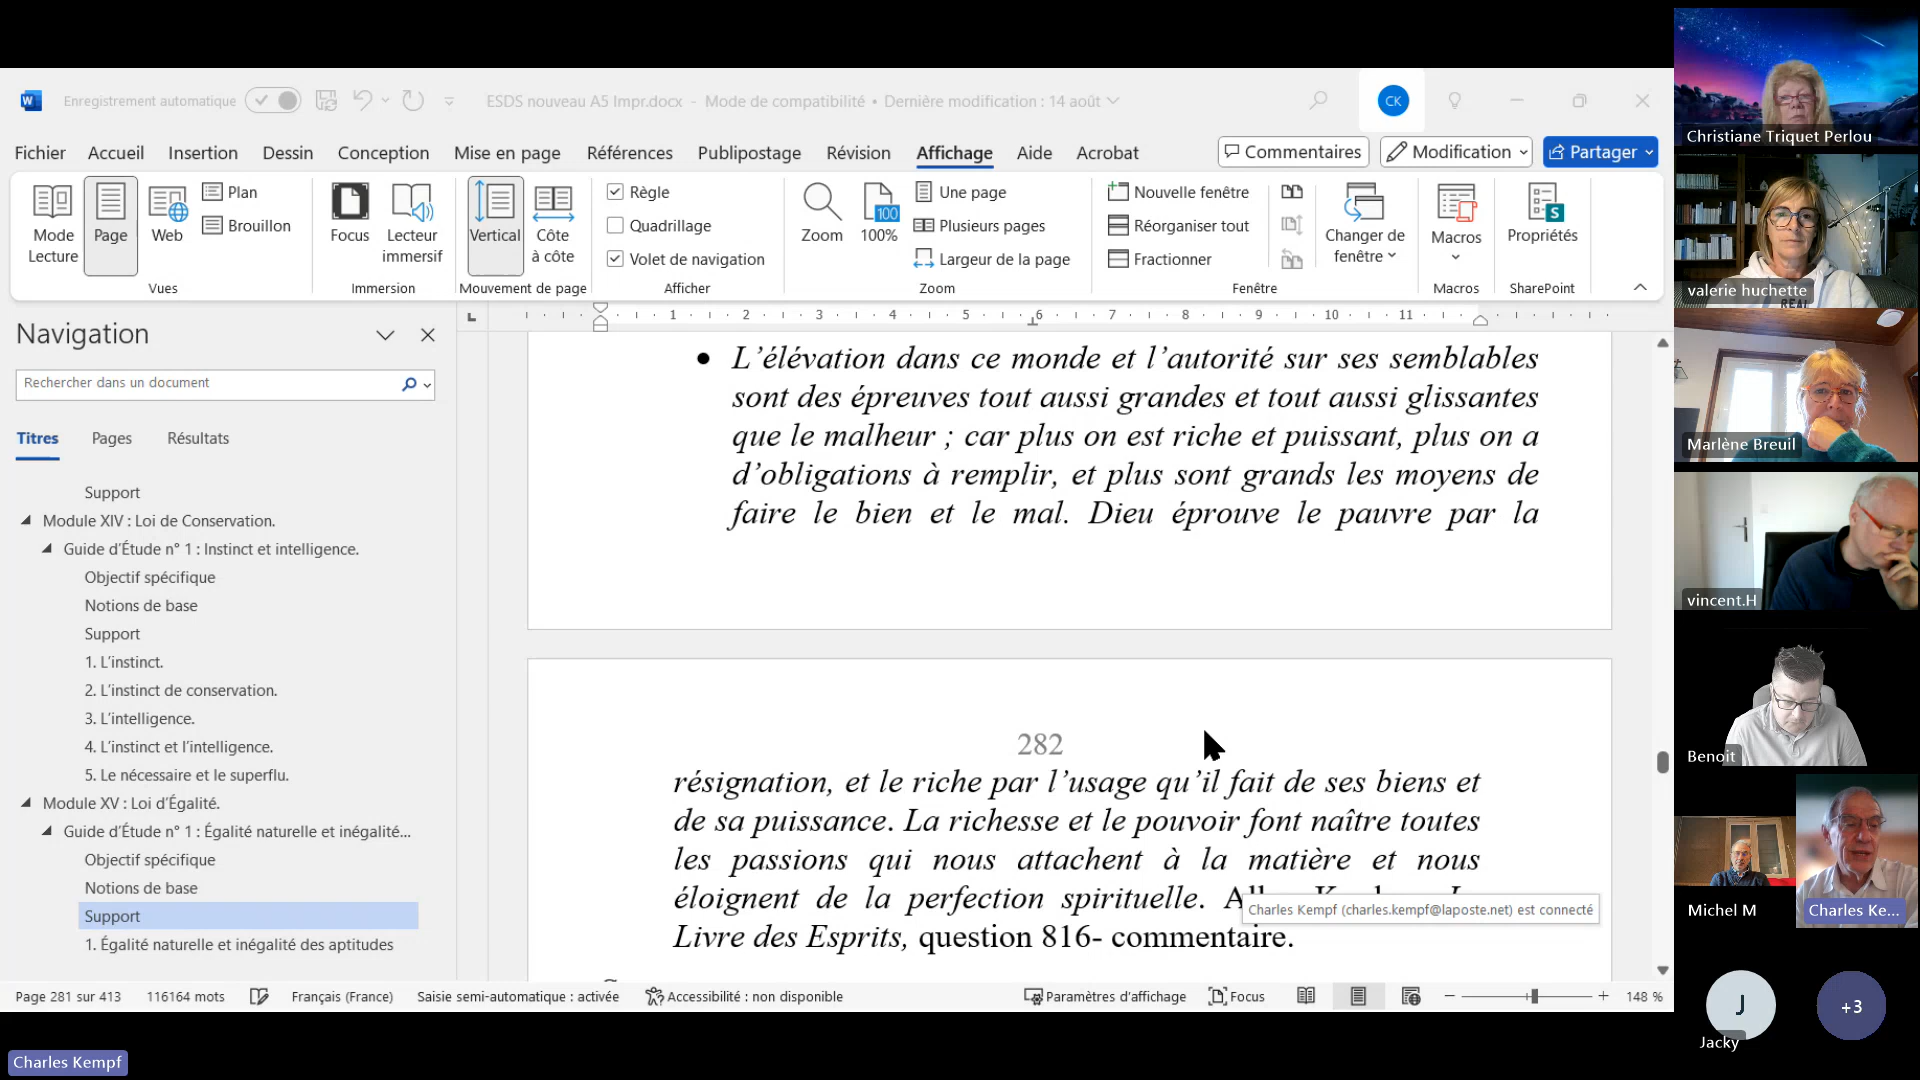 Enregistrement automatique
ESDS nouveau A5 Impr.docx - Mode de compatibilité • Dernière modification : 14 août
CK
Fichier Accueil Insertion Dessin Conception Mise en page Références Publipostage Révision Affichage Aide Acrobat
Commentaires Modification Partager
Mode Lecture
Page
Web
Plan
Brouillon
Vues
Focus
Lecteur immersif
Immersion
Vertical
Côte à côte
Mouvement de page
Règle
Quadrillage
Volet de navigation
Afficher
Zoom
100
100%
Une page
Plusieurs pages
Largeur de la page
Zoom
Nouvelle fenêtre
Réorganiser tout
Fractionner
Changer de fenêtre
Fenêtre
Macros
Macros
S
Propriétés
SharePoint
Navigation
Rechercher dans un document
Titres Pages Résultats
Support
Module XIV : Loi de Conservation.
Guide d’Étude n° 1 : Instinct et intelligence.
Objectif spécifique
Notions de base
Support
1. L’instinct.
2. L’instinct de conservation.
3. L’intelligence.
4. L’instinct et l’intelligence.
5. Le nécessaire et le superflu.
Module XV : Loi d’Égalité.
Guide d’Étude n° 1 : Égalité naturelle et inégalité...
Objectif spécifique
Notions de base
Support
1. Égalité naturelle et inégalité des aptitudes
1 2 3 4 5 6 7 8 9 10 11
• L’élévation dans ce monde et l’autorité sur ses semblables
sont des épreuves tout aussi grandes et tout aussi glissantes
que le malheur ; car plus on est riche et puissant, plus on a
d’obligations à remplir, et plus sont grands les moyens de
faire le bien et le mal. Dieu éprouve le pauvre par la
282
résignation, et le riche par l’usage qu’il fait de ses biens et
de sa puissance. La richesse et le pouvoir font naître toutes
les passions qui nous attachent à la matière et nous
éloignent de la perfection spirituelle.
Charles Kempf (charles.kempf@laposte.net) est connecté
Livre des Esprits, question 816- commentaire.
Page 281 sur 413 116164 mots Français (France) Saisie semi-automatique : activée Accessibilité : non disponible
Paramètres d’affichage Focus 148 %
Charles Kempf
Christiane Triquet Perlou
valerie huchette
REAL
Marlène Breuil
vincent.H
Benoit
Michel M
Charles Ke...
J
Jacky
+3